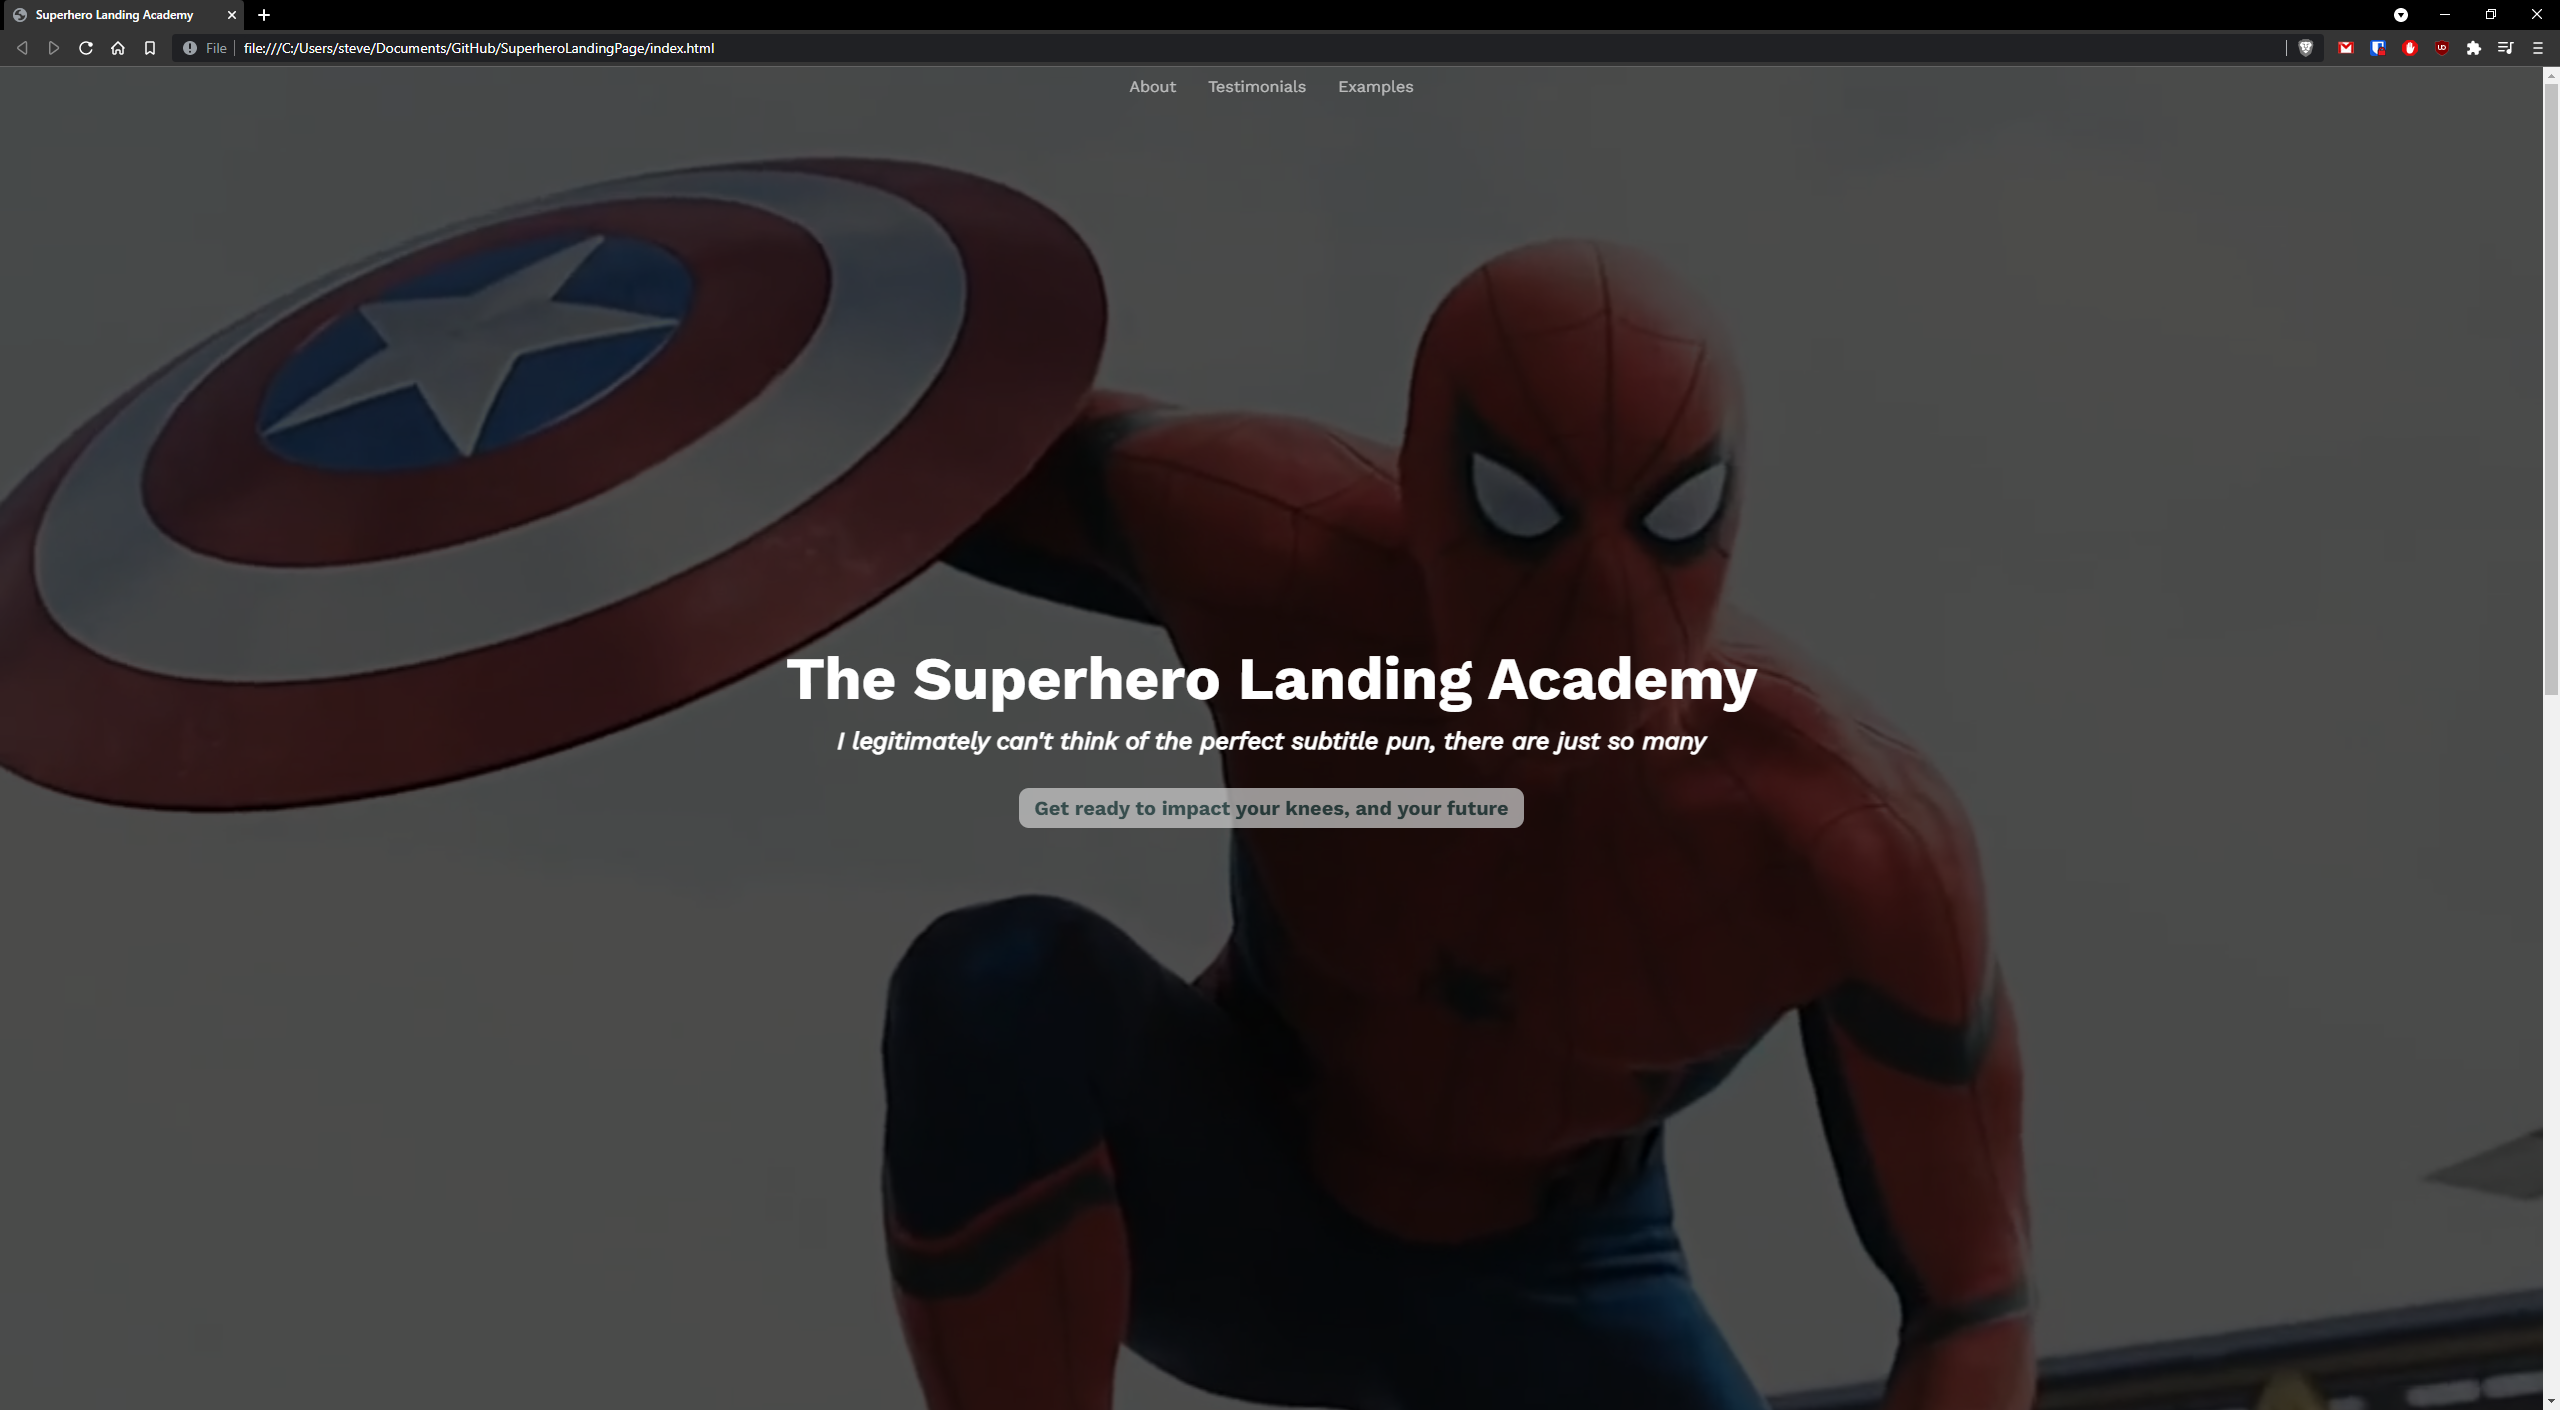 Superhero Landing Academy
File file:///C:/Users/steve/Documents/GitHub/SuperheroLandingPage/index.html
About Testimonials Examples
The Superhero Landing Academy
I legitimately can't think of the perfect subtitle pun, there are just so many
Get ready to impact your knees, and your future